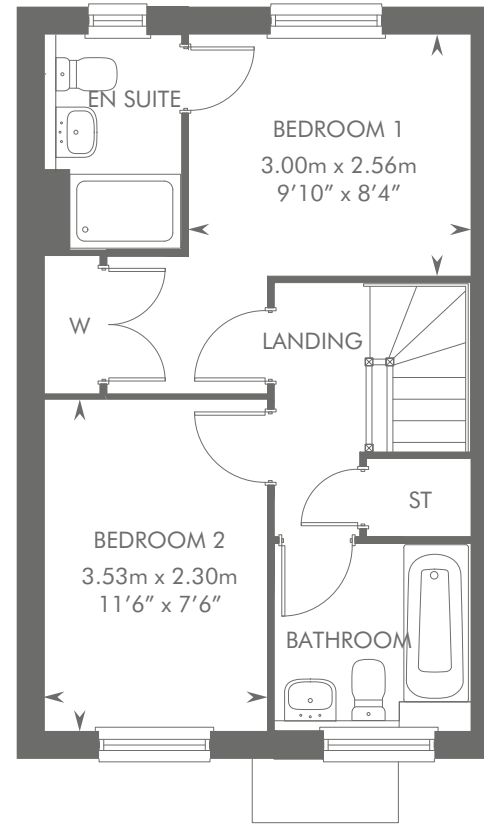 EN SUITE
BEDROOM 1
3.00m x 2.56m
9’10” x 8’4”
W
LANDING
ST
BEDROOM 2
3.53m x 2.30m
11’6” x 7’6”
BATHROOM